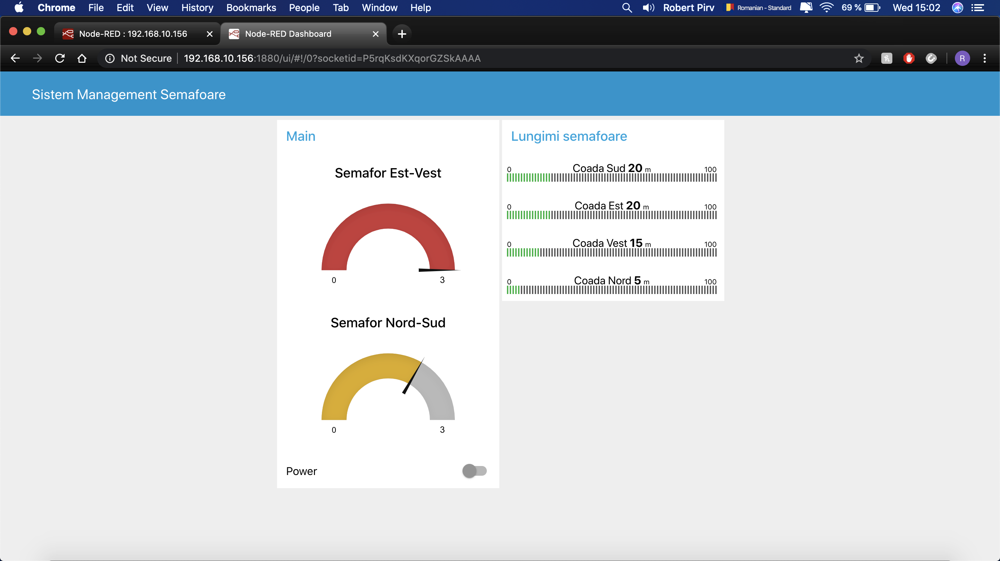 Chrome File Edit View History Bookmarks People Tab Window Help Robert Pirv Romanian - Standard 69 % Wed 15:02
Node-RED : 192.168.10.156 Node-RED Dashboard
Not Secure 192.168.10.156:1880/ui/#!/0?socketid=P5rqKsdKXqorGZSkAAAA R
Sistem Management Semafoare
Main
Semafor Est-Vest
0 3
Semafor Nord-Sud
0 3
Power
Lungimi semafoare
0 Coada Sud 20 m 100
0 Coada Est 20 m 100
0 Coada Vest 15 m 100
0 Coada Nord 5 m 100